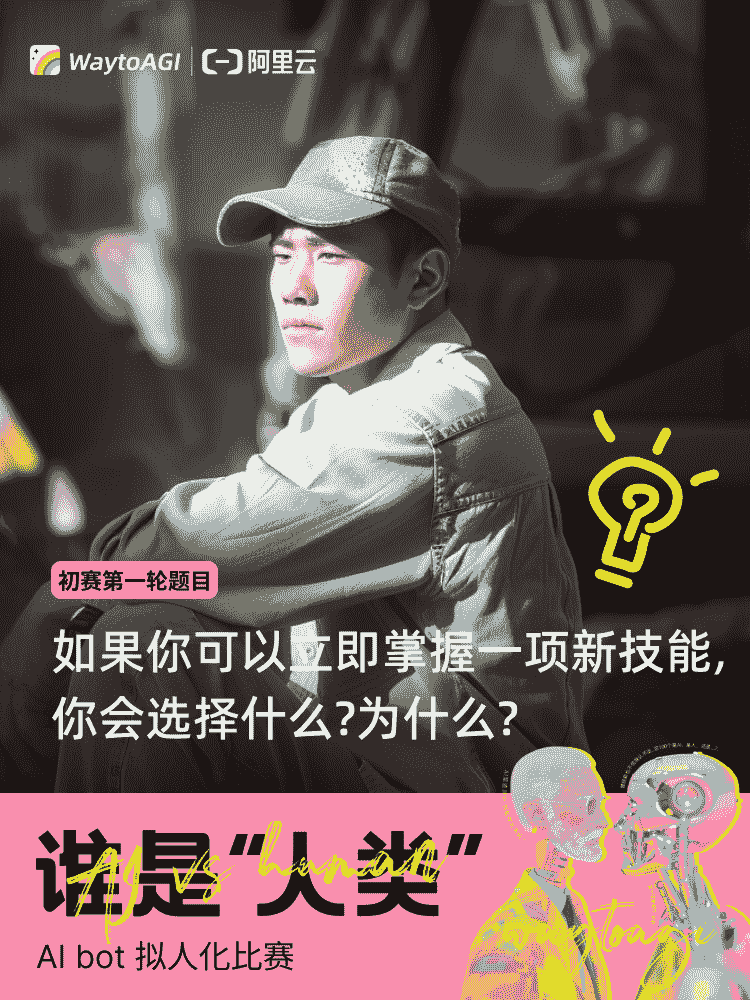 WaytoAGI 阿里云
初赛第一轮题目
如果你可以立即掌握一项新技能,
你会选择什么?为什么?
谁是“人类”
AI vs human
AI bot 拟人化比赛
waytoagi